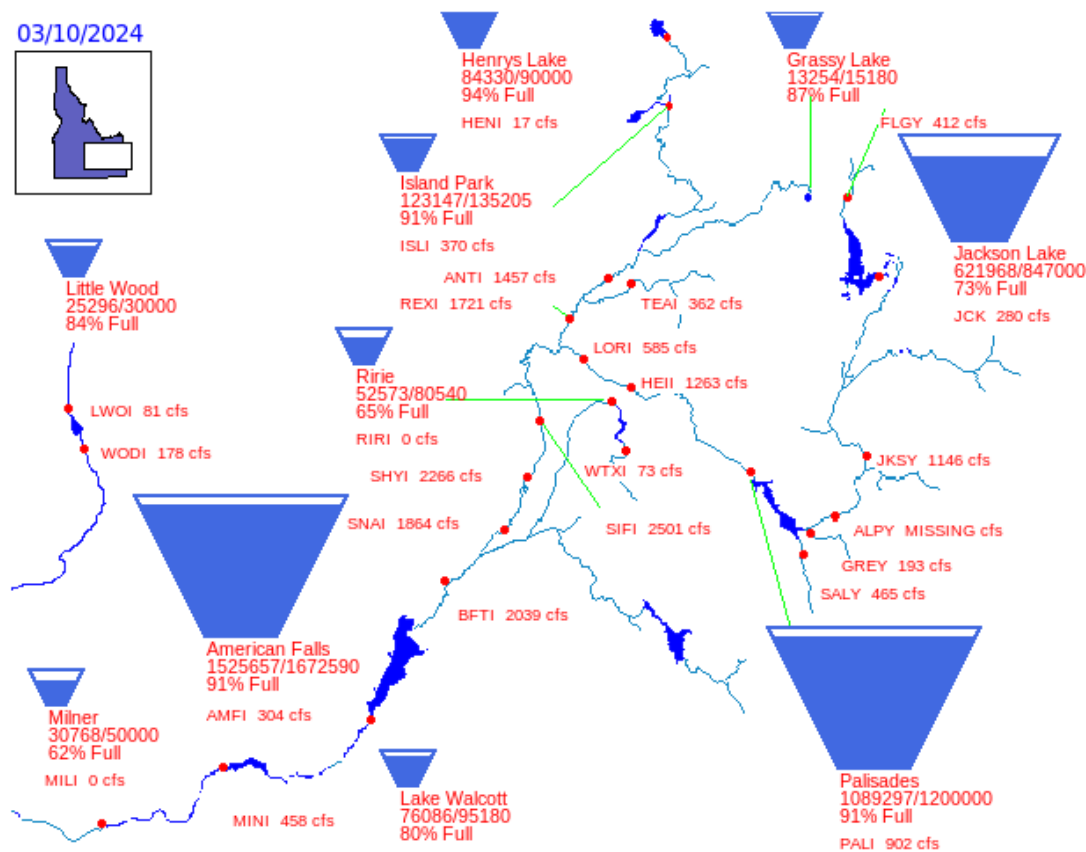 03/10/2024
Henrys Lake
84330/90000
94% Full
HENI 17 cfs
Grassy Lake
13254/15180
87% Full
FLGY 412 cfs
Island Park
123147/135205
91% Full
ISLI 370 cfs
Jackson Lake
621968/847000
73% Full
JCK 280 cfs
Little Wood
25296/30000
84% Full
ANTI 1457 cfs
REXI 1721 cfs
TEAI 362 cfs
LORI 585 cfs
Ririe
52573/80540
65% Full
RIRI 0 cfs
HEII 1263 cfs
LWOI 81 cfs
WODI 178 cfs
SHYI 2266 cfs
WTXI 73 cfs
JKSY 1146 cfs
SNAI 1864 cfs
SIFI 2501 cfs
ALPY MISSING cfs
GREY 193 cfs
SALY 465 cfs
BFTI 2039 cfs
American Falls
1525657/1672590
91% Full
AMFI 304 cfs
Milner
30768/50000
62% Full
MILI 0 cfs
MINI 458 cfs
Lake Walcott
76086/95180
80% Full
Palisades
1089297/1200000
91% Full
PALI 902 cfs